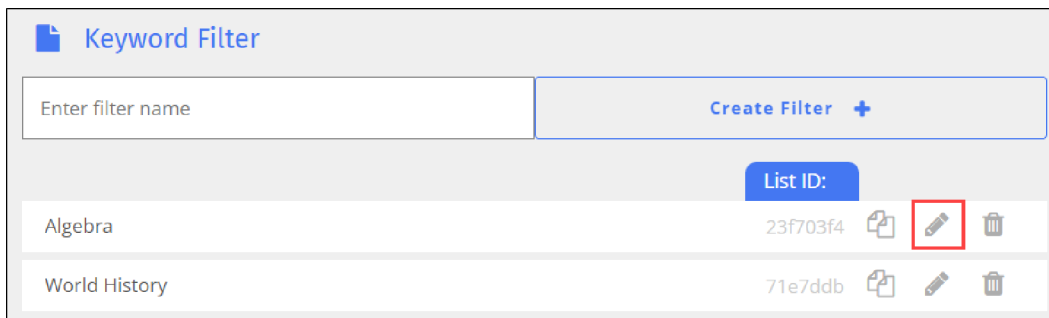 Keyword Filter
Enter filter name
Create Filter +
List ID:
Algebra 23f703f4
World History 71e7ddb